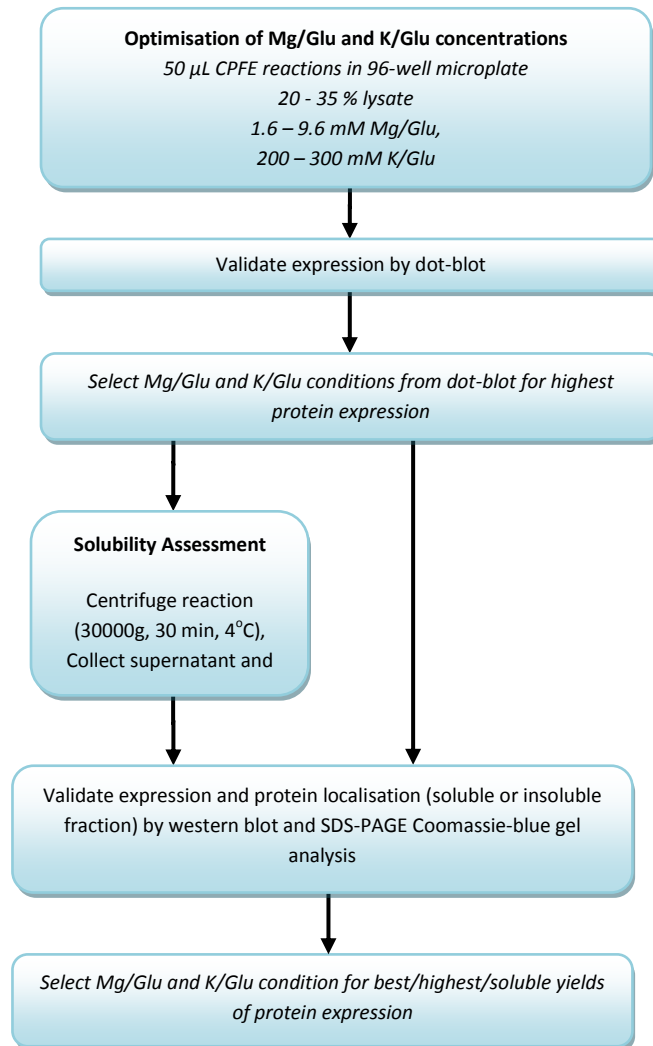 Optimisation of Mg/Glu and K/Glu concentrations
50 µL CPFE reactions in 96-well microplate
20 - 35 % lysate
1.6 – 9.6 mM Mg/Glu,
200 – 300 mM K/Glu
Validate expression by dot-blot
Select Mg/Glu and K/Glu conditions from dot-blot for highest
protein expression
Solubility Assessment
Centrifuge reaction
(30000g, 30 min, 4°C),
Collect supernatant and
Validate expression and protein localisation (soluble or insoluble
fraction) by western blot and SDS-PAGE Coomassie-blue gel
analysis
Select Mg/Glu and K/Glu condition for best/highest/soluble yields
of protein expression